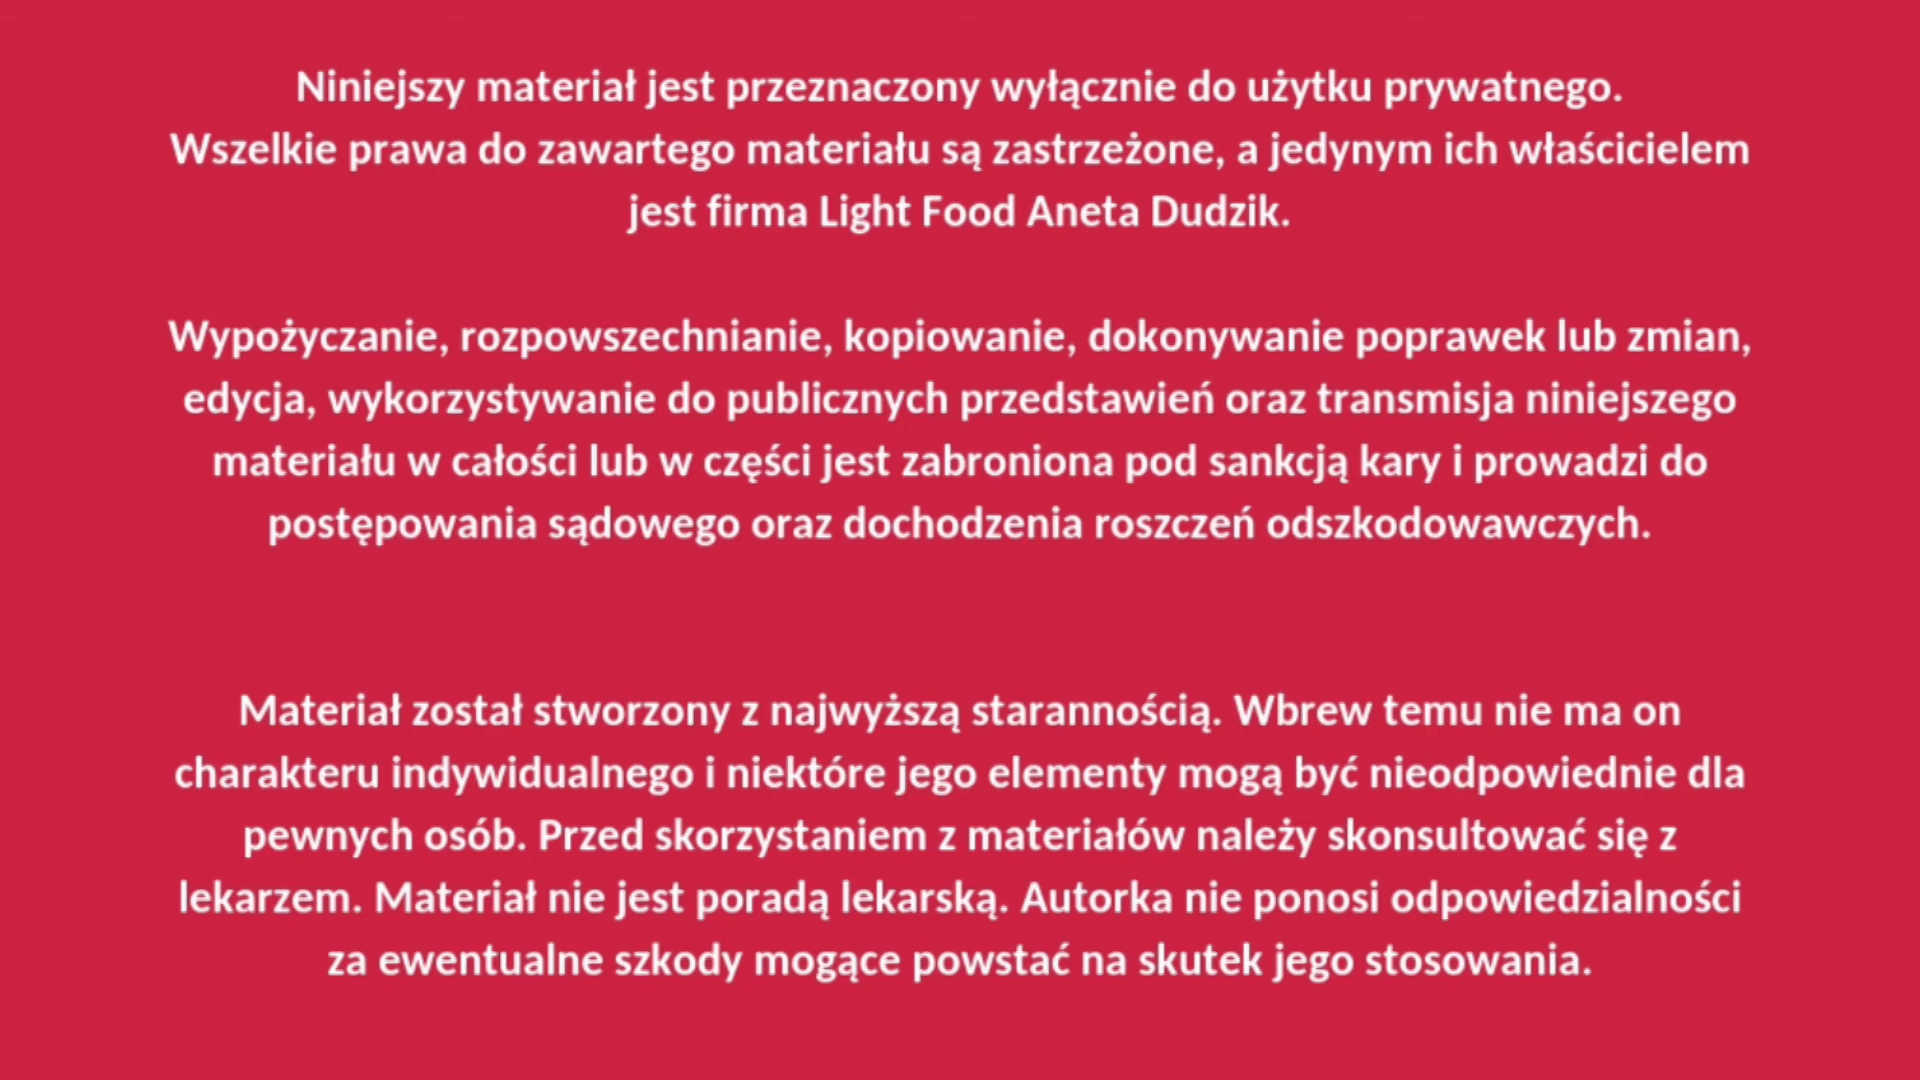 Niniejszy materiał jest przeznaczony wyłącznie do użytku prywatnego.
Wszelkie prawa do zawartego materiału są zastrzeżone, a jedynym ich właścicielem
jest firma Light Food Aneta Dudzik.
Wypożyczanie, rozpowszechnianie, kopiowanie, dokonywanie poprawek lub zmian,
edycja, wykorzystywanie do publicznych przedstawień oraz transmisja niniejszego
materiału w całości lub w części jest zabroniona pod sankcją kary i prowadzi do
postępowania sądowego oraz dochodzenia roszczeń odszkodowawczych.
Materiał został stworzony z najwyższą starannością. Wbrew temu nie ma on
charakteru indywidualnego i niektóre jego elementy mogą być nieodpowiednie dla
pewnych osób. Przed skorzystaniem z materiałów należy skonsultować się z
lekarzem. Materiał nie jest poradą lekarską. Autorka nie ponosi odpowiedzialności
za ewentualne szkody mogące powstać na skutek jego stosowania.